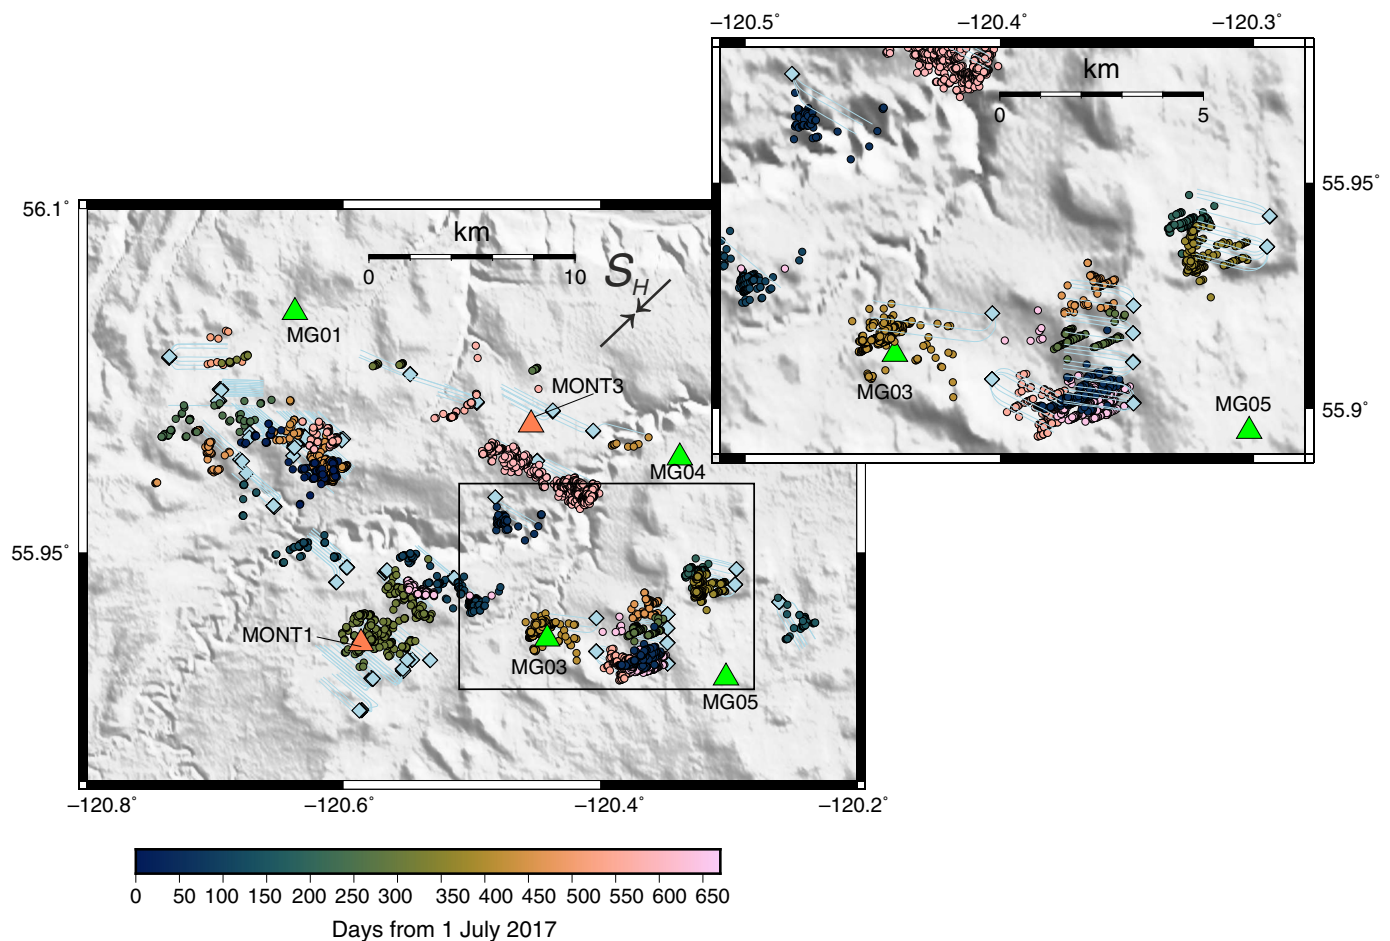 −120.5˚ −120.4˚ −120.3˚
km
0 5
55.95˚
MG03
MG05
55.9˚
56.1˚
km
0 10
SH
MG01
MONT3
MG04
55.95˚
MONT1
MG03
MG05
−120.8˚ −120.6˚ −120.4˚ −120.2˚
0 50 100 150 200 250 300 350 400 450 500 550 600 650
Days from 1 July 2017